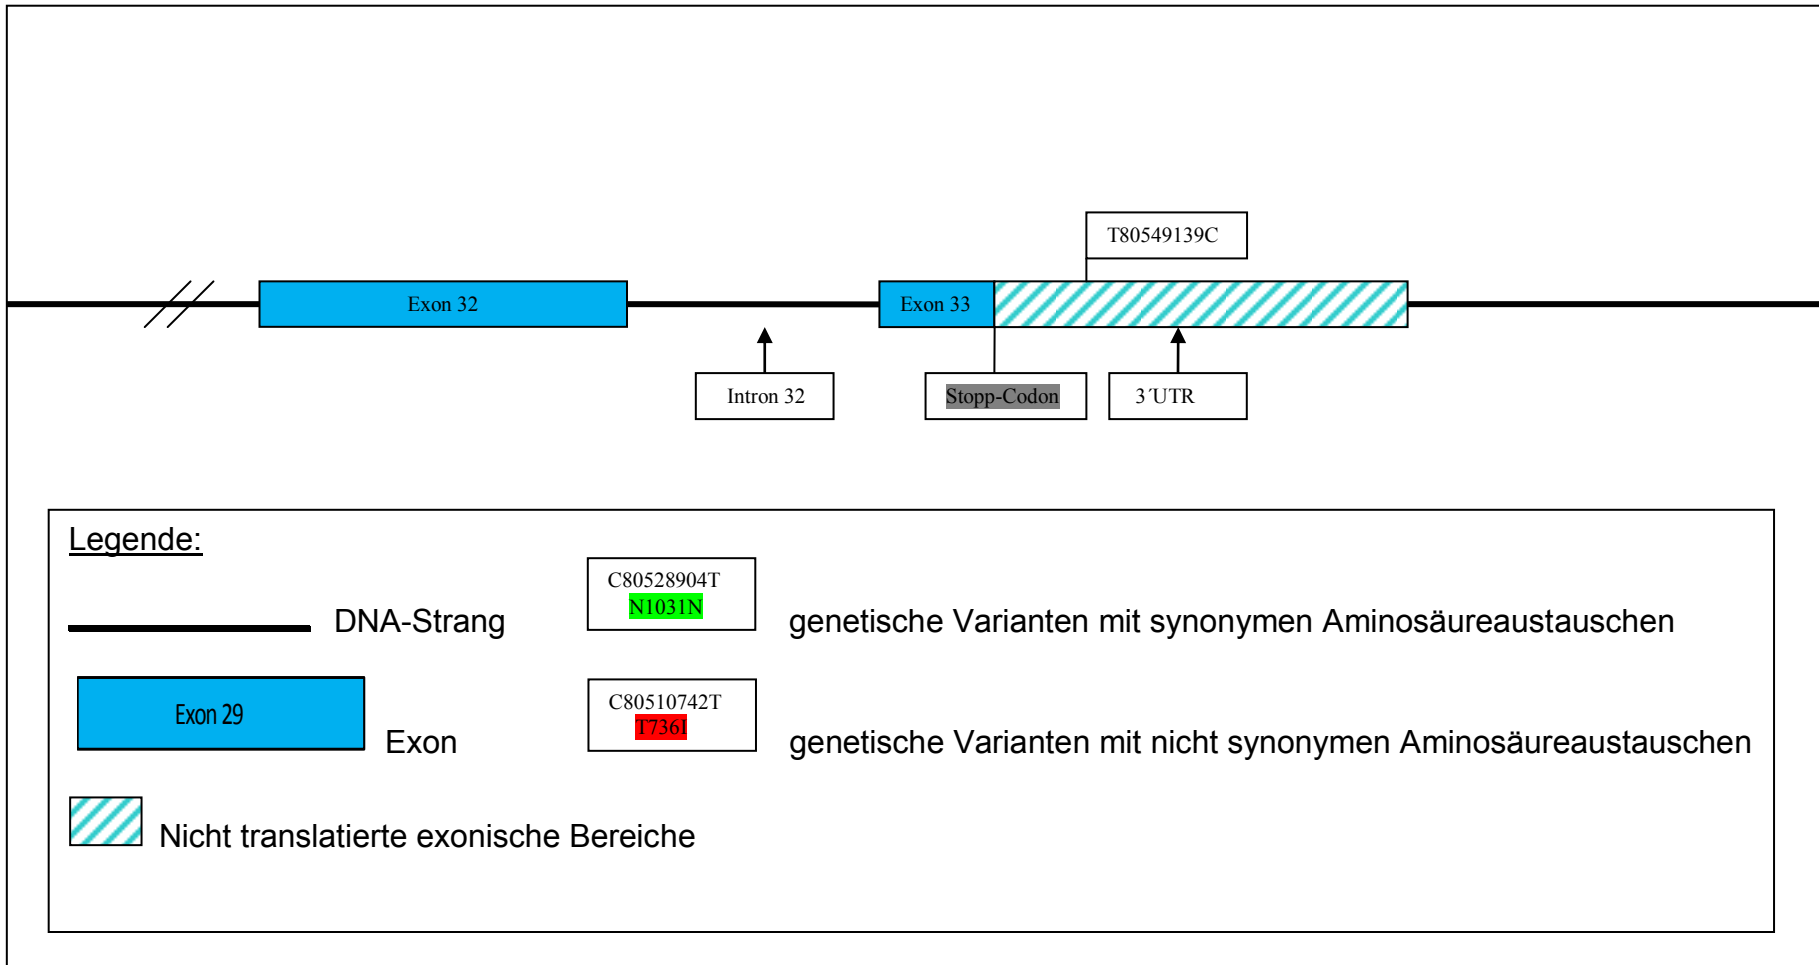 T80549139C
Exon 32
Exon 33
Intron 32
Stopp-Codon
3´UTR
Legende:
DNA-Strang
C80528904T
N1031N
genetische Varianten mit synonymen Aminosäureaustauschen
Exon 29
Exon
C80510742T
T736I
genetische Varianten mit nicht synonymen Aminosäureaustauschen
Nicht translatierte exonische Bereiche